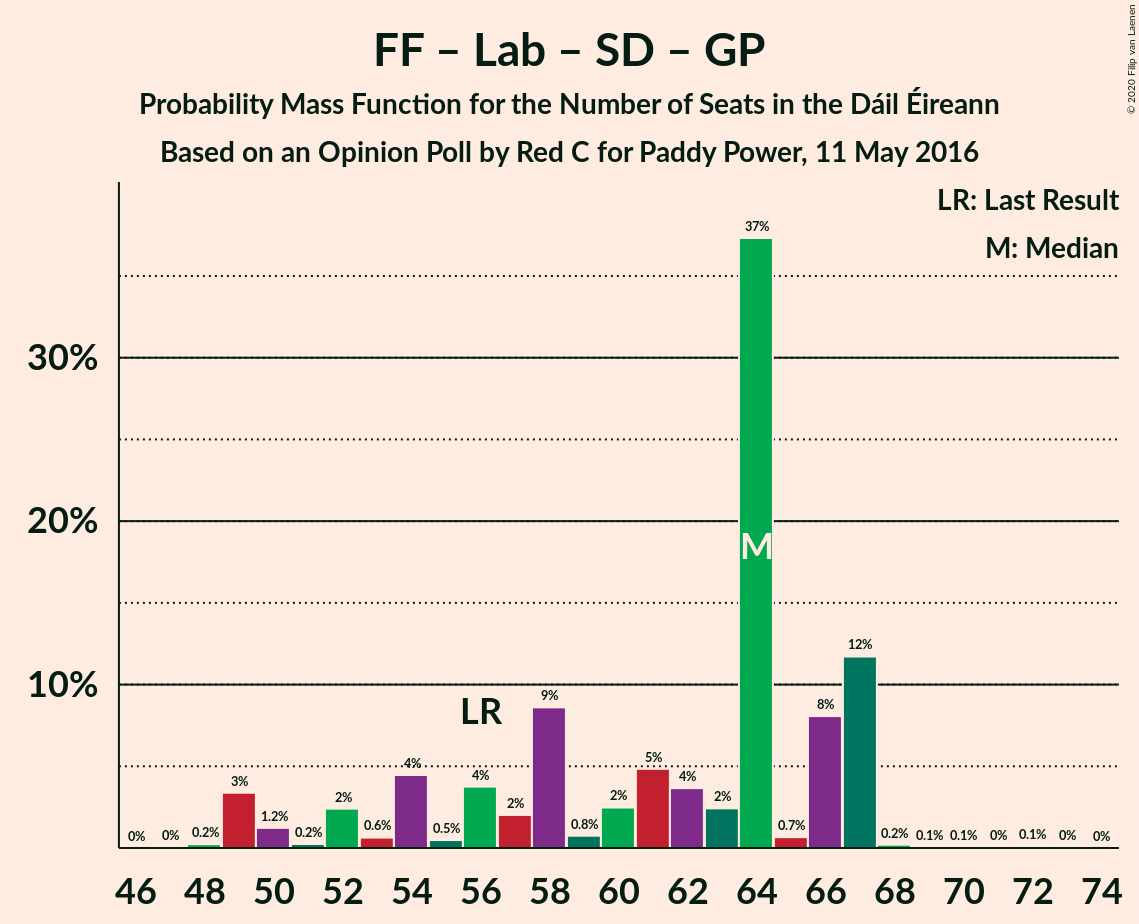 FF – Lab – SD – GP
Probability Mass Function for the Number of Seats in the Dáil Éireann
Based on an Opinion Poll by Red C for Paddy Power, 11 May 2016
© 2020 Filip van Laenen
LR: Last Result
M: Median
30%
20%
10%
LR
M
0% 0% 0.2% 3% 1.2% 0.2% 2% 0.6% 4% 0.5% 4% 2% 9% 0.8% 2% 5% 4% 2% 37% 0.7% 8% 12% 0.2% 0.1% 0.1% 0% 0.1% 0% 0%
46 48 50 52 54 56 58 60 62 64 66 68 70 72 74